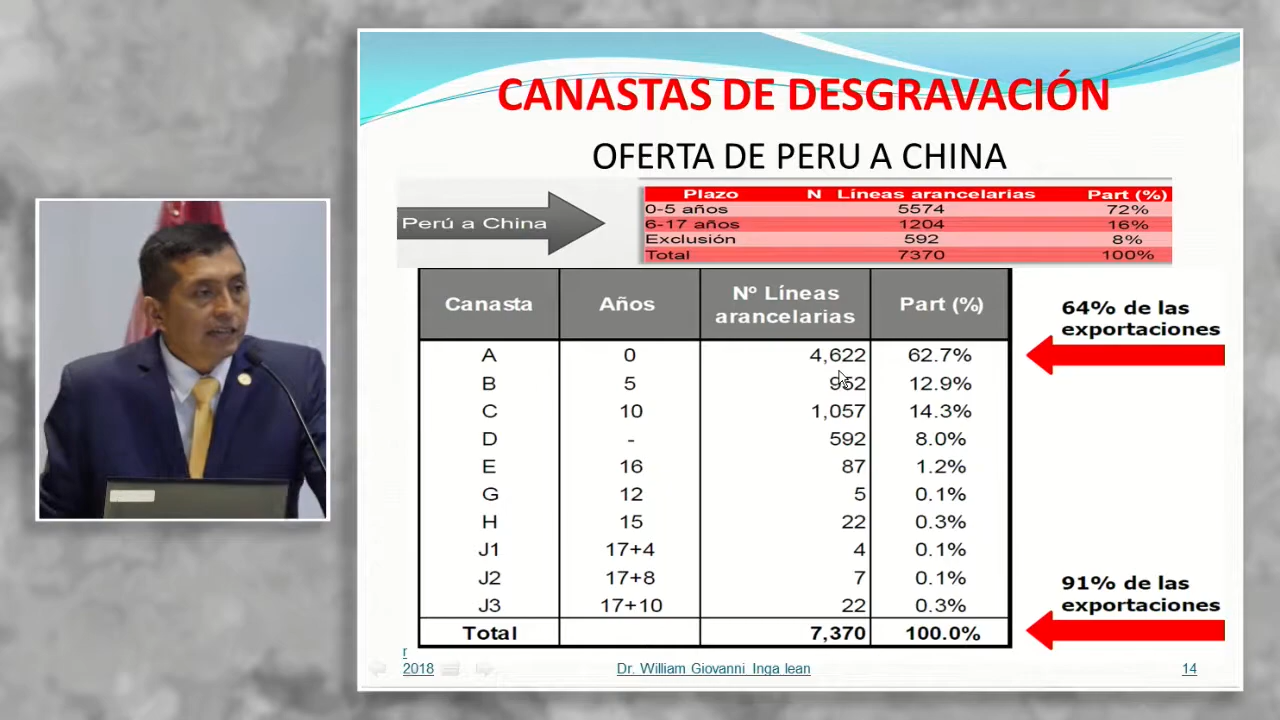 CANASTAS DE DESGRAVACIÓN
OFERTA DE PERU A CHINA
Perú a China
Plazo N Líneas arancelarias Part (%)
0-5 años 5574 72%
6-17 años 1204 16%
Exclusión 592 8%
Total 7370 100%
Canasta Años Nº Líneas arancelarias Part (%)
A 0 4,622 62.7%
B 5 952 12.9%
C 10 1,057 14.3%
D - 592 8.0%
E 16 87 1.2%
G 12 5 0.1%
H 15 22 0.3%
J1 17+4 4 0.1%
J2 17+8 7 0.1%
J3 17+10 22 0.3%
Total 7,370 100.0%
64% de las
exportaciones
91% de las
exportaciones
r
2018 Dr. William Giovanni Inga lean 14